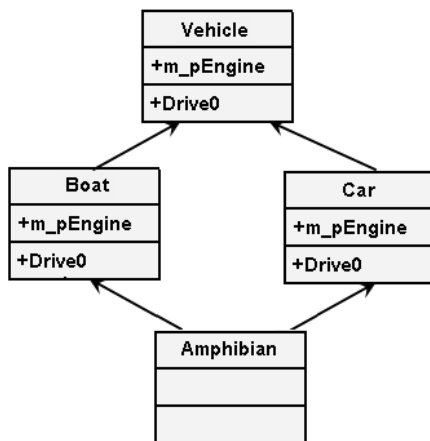 Vehicle
+m_pEngine
+Drive0
Boat
+m_pEngine
+Drive0
Car
+m_pEngine
+Drive0
Amphibian